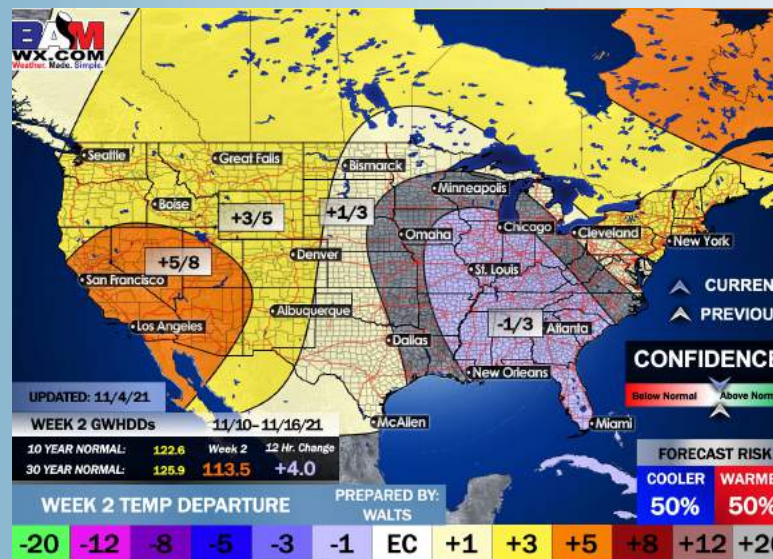 BAM
WX.COM
Weather. Made. Simple.
Seattle
Great Falls
Bismarck
Minneapolis
Boise
+3/5
+1/3
Omaha
Chicago
Cleveland
New York
+5/8
Denver
San Francisco
St. Louis
CURREN
Los Angeles
Albuquerque
-1/3
Atlanta
PREVIOU
Dallas
CONFIDENCE
New Orleans
Below Normal
Above Norm
UPDATED: 11/4/21
WEEK 2 GWHDDs 11/10- 11/16/21
McAllen
Miami
10 YEAR NORMAL: 122.6 Week 2 12 Hr. Change
30 YEAR NORMAL: 125.9 113.5 +4.0
FORECAST RISK
COOLER WARME
50% 50%
WEEK 2 TEMP DEPARTURE
PREPARED BY:
WALTS
-20 -12 -8 -5 -3 -1 EC +1 +3 +5 +8 +12 +20